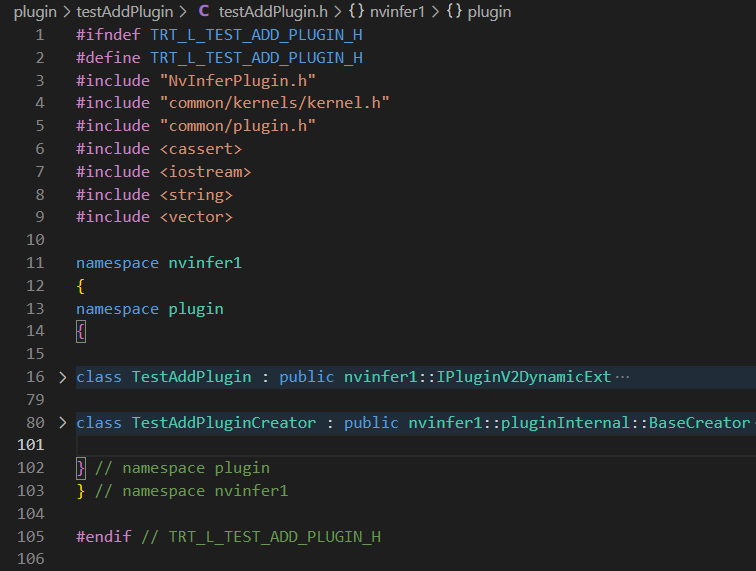 plugin > testAddPlugin > C testAddPlugin.h > {} nvinfer1 > {} plugin
1 #ifndef TRT_L_TEST_ADD_PLUGIN_H
2 #define TRT_L_TEST_ADD_PLUGIN_H
3 #include "NvInferPlugin.h"
4 #include "common/kernels/kernel.h"
5 #include "common/plugin.h"
6 #include <cassert>
7 #include <iostream>
8 #include <string>
9 #include <vector>
10
11 namespace nvinfer1
12 {
13 namespace plugin
14 {
15
16 > class TestAddPlugin : public nvinfer1::IPluginV2DynamicExt ···
79
80 > class TestAddPluginCreator : public nvinfer1::pluginInternal::BaseCreator
101
102 } // namespace plugin
103 } // namespace nvinfer1
104
105 #endif // TRT_L_TEST_ADD_PLUGIN_H
106